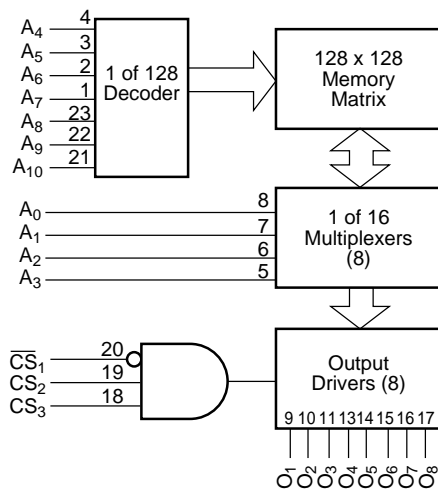 A4 4
A5 3
A6 2
A7 1
A8 23
A9 22
A10 21
1 of 128
Decoder
128 x 128
Memory
Matrix
A0 8
A1 7
A2 6
A3 5
1 of 16
Multiplexers
(8)
CS1 20
CS2 19
CS3 18
Output
Drivers (8)
9 10 11 13 14 15 16 17
O1 O2 O3 O4 O5 O6 O7 O8